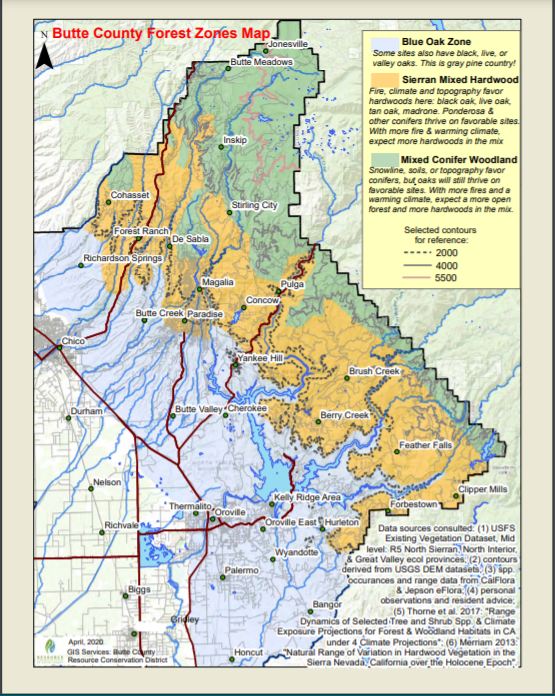 N
Butte County Forest Zones Map
Blue Oak Zone
Some sites also have black, live, or
valley oaks. This is gray pine country!
Sierran Mixed Hardwood
Fire, climate and topography favor
hardwoods here: black oak, live oak,
tan oak, madrone. Ponderosa &
other conifers thrive on favorable sites.
With more fire & warming climate,
expect more hardwoods in the mix
Mixed Conifer Woodland
Snowline, soils, or topography favor
conifers, but oaks will still thrive on
favorable sites. With more fires and a
warming climate, expect a more open
forest and more hardwoods in the mix.
Selected contours
for reference:
2000
4000
5500
Jonesville
Butte Meadows
Inskip
Cohasset
Stirling City
Forest Ranch
De Sabla
Richardson Springs
Magalia
Pulga
Concow
Butte Creek
Paradise
Chico
Yankee Hill
Brush Creek
Durham
Butte Valley
Cherokee
Berry Creek
Feather Falls
Nelson
Clipper Mills
Kelly Ridge Area
Forbestown
Thermalito
Oroville
Richvale
Oroville East
Hurleton
Wyandotte
Palermo
Biggs
Bangor
Gridley
Honcut
Data sources consulted: (1) USFS
Existing Vegetation Dataset, Mid
level: R5 North Sierran, North Interior,
& Great Valley ecol provinces; (2) contours
derived from USGS DEM datasets; (3) spp.
occurances and range data from CalFlora
& Jepson eFlora; (4) personal
observations and resident advice;
(5) Thorne et al. 2017: "Range
Dynamics of Selected Tree and Shrub Spp. & Climate
Exposure Projections for Forest & Woodland Habitats in CA
under 4 Climate Projections"; (6) Merriam 2013:
"Natural Range of Variation in Hardwood Vegetation in the
Sierra Nevada, California over the Holocene Epoch".
April, 2020
GIS Services: Butte County
Resource Conservation District